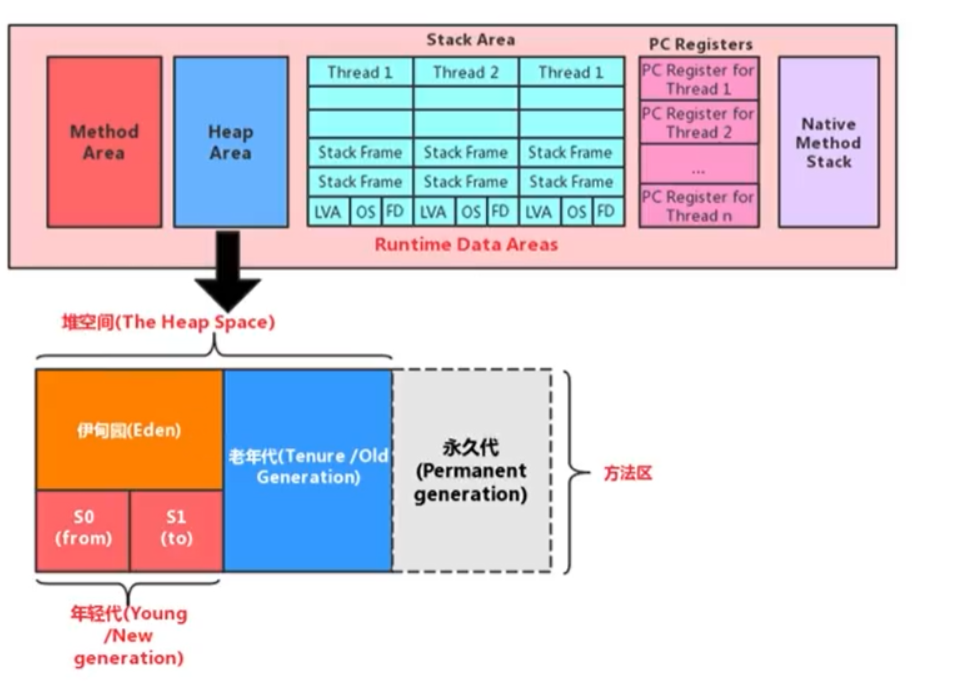 Stack Area
PC Registers
Method
Area
Heap
Area
Thread 1
Thread 2
Thread 1
Stack Frame
Stack Frame
Stack Frame
Stack Frame
Stack Frame
Stack Frame
LVA
OS
FD
LVA
OS
FD
LVA
OS
FD
PC Register for
Thread 1
PC Register for
Thread 2
...
PC Register for
Thread n
Native
Method
Stack
Runtime Data Areas
堆空间(The Heap Space)
伊甸园(Eden)
S0
(from)
S1
(to)
老年代(Tenure /Old
Generation)
永久代
(Permanent
generation)
方法区
年轻代(Young
/New
generation)